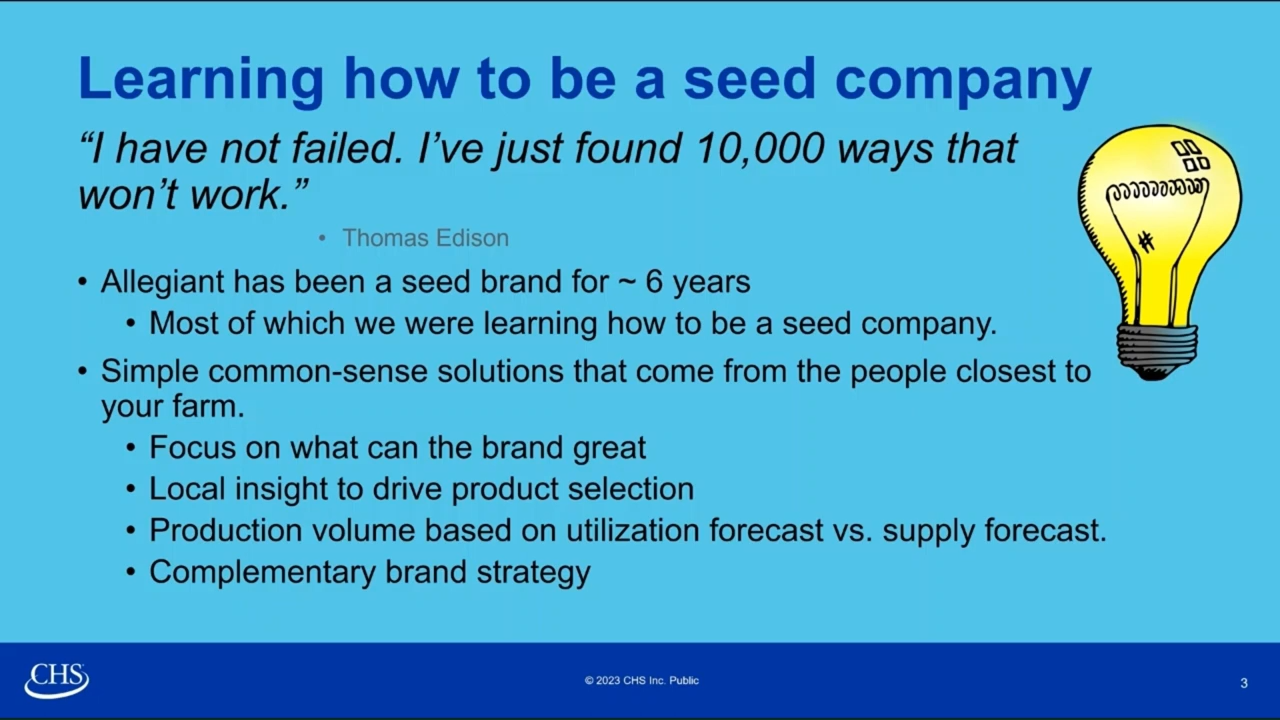 Learning how to be a seed company
“I have not failed. I’ve just found 10,000 ways that
won’t work.”
• Thomas Edison
• Allegiant has been a seed brand for ~ 6 years
• Most of which we were learning how to be a seed company.
• Simple common-sense solutions that come from the people closest to
your farm.
• Focus on what can the brand great
• Local insight to drive product selection
• Production volume based on utilization forecast vs. supply forecast.
• Complementary brand strategy
CHS
© 2023 CHS Inc. Public
3